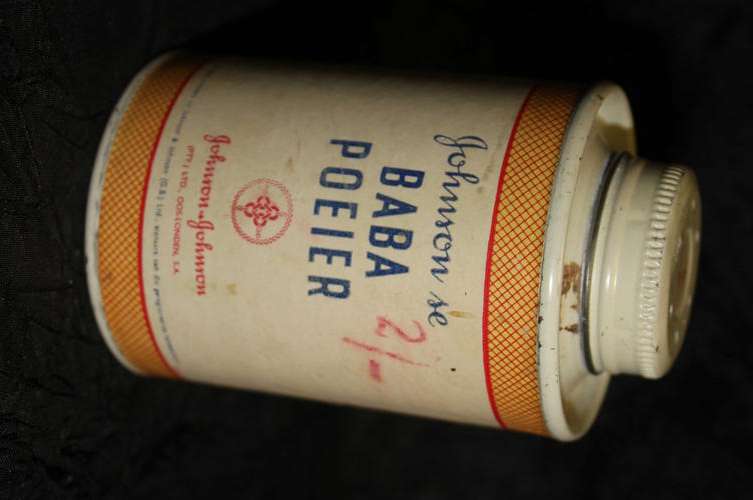 Johnson se
BABA
POEIER
2/-
Johnson & Johnson
(PTY.) LTD., OOS-LONDEN, S.A.